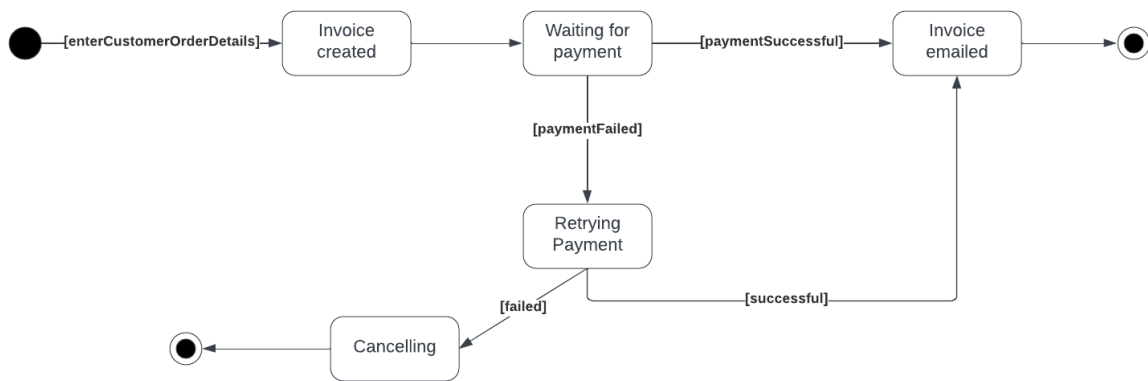 [enterCustomerOrderDetails]
Invoice
created
Waiting for
payment
[paymentSuccessful]
Invoice
emailed
[paymentFailed]
Retrying
Payment
[failed]
[successful]
Cancelling